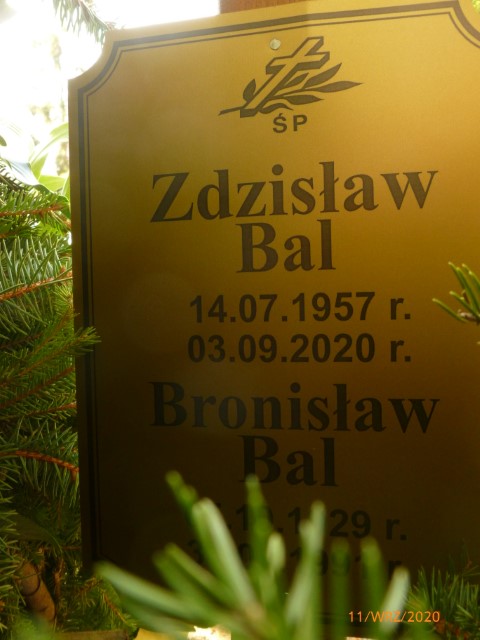 ŚP
Zdzisław
Bal
14.07.1957 r.
03.09.2020 r.
Bronisław
Bal
r.
11/WRZ/2020